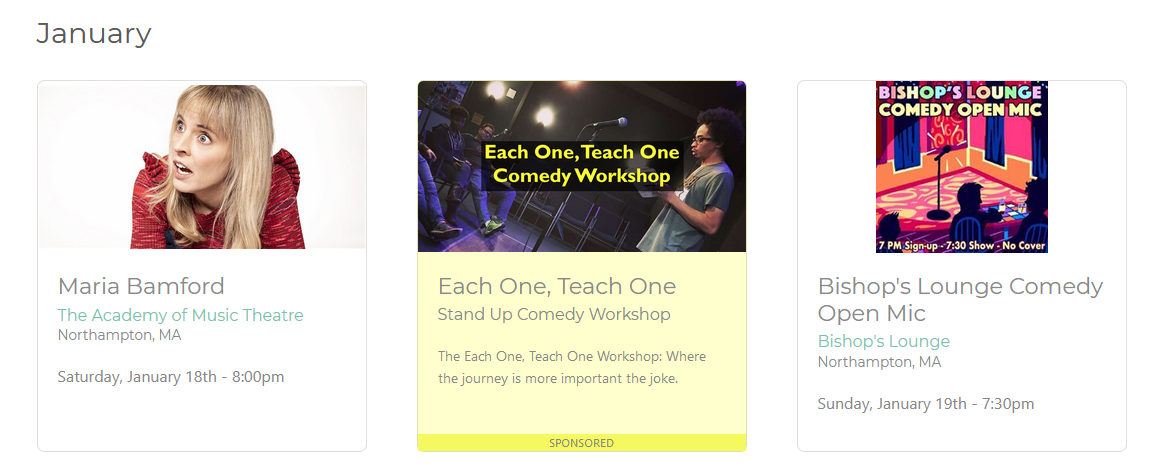 January
Maria Bamford
The Academy of Music Theatre
Northampton, MA
Saturday, January 18th - 8:00pm
Each One, Teach One
Comedy Workshop
Each One, Teach One
Stand Up Comedy Workshop
The Each One, Teach One Workshop: Where
the journey is more important the joke.
SPONSORED
BISHOP'S LOUNGE
COMEDY OPEN MIC
7 PM Sign-up - 7:30 Show - No Cover
Bishop's Lounge Comedy
Open Mic
Bishop's Lounge
Northampton, MA
Sunday, January 19th - 7:30pm